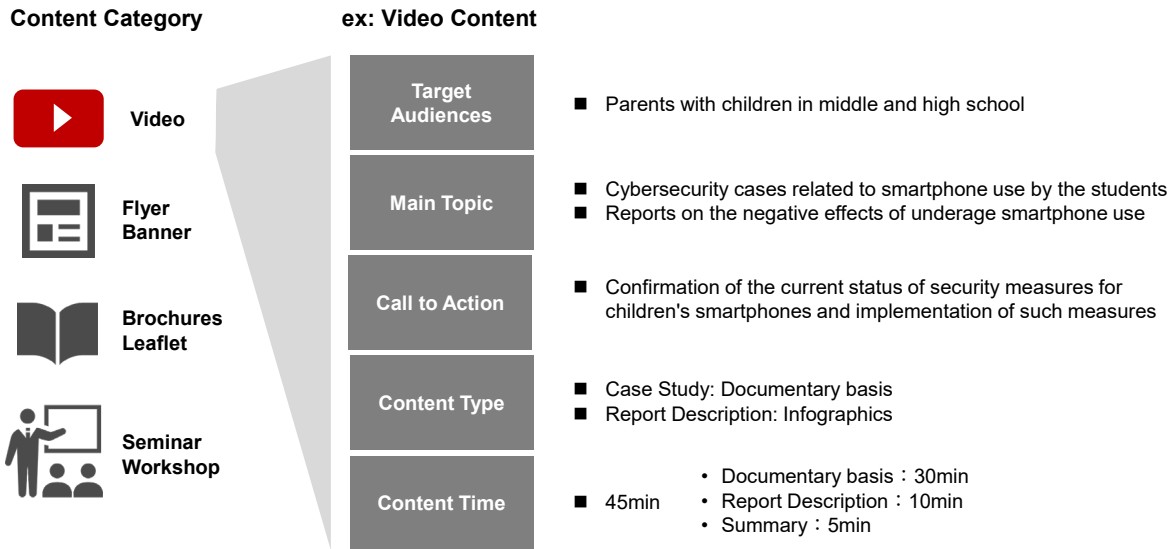 Content Category
ex: Video Content
Video
Flyer
Banner
Brochures
Leaflet
Seminar
Workshop
Target
Audiences
■ Parents with children in middle and high school
Main Topic
■ Cybersecurity cases related to smartphone use by the students
■ Reports on the negative effects of underage smartphone use
Call to Action
■ Confirmation of the current status of security measures for
children's smartphones and implementation of such measures
Content Type
■ Case Study: Documentary basis
■ Report Description: Infographics
Content Time
■ 45min
• Documentary basis：30min
• Report Description：10min
• Summary：5min